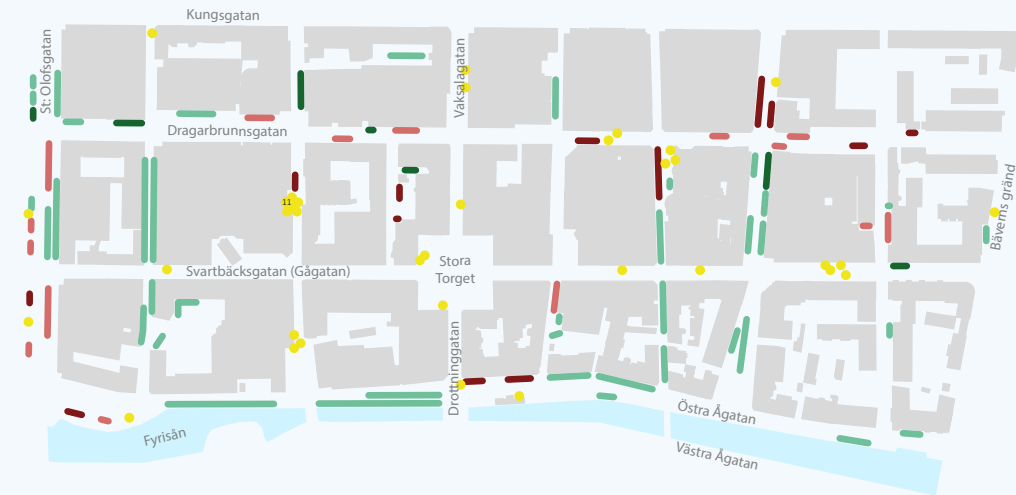 Kungsgatan
St: Olofsgatan
Vaksalagatan
Dragarbrunnsgatan
11
Bäverns gränd
Svartbäcksgatan (Gågatan)
Stora
Torget
Drottninggatan
Östra Ågatan
Fyrisån
Västra Ågatan